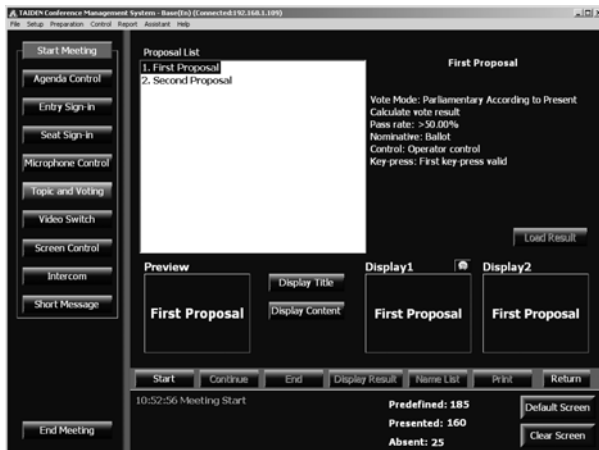 TAIDEN Conference Management System - Base(En) (Connected:192.168.1.109)
File Setup Preparation Control Report Assistant Help
Start Meeting
Agenda Control
Entry Sign-in
Seat Sign-in
Microphone Control
Topic and Voting
Video Switch
Screen Control
Intercom
Short Message
End Meeting
Proposal List
1. First Proposal
2. Second Proposal
First Proposal
Vote Mode: Parliamentary According to Present
Calculate vote result
Pass rate: >50.00%
Nominative: Ballot
Control: Operator control
Key-press: First key-press valid
Load Result
Preview
First Proposal
Display Title
Display Content
Display1
First Proposal
Display2
First Proposal
Start Continue End Display Result Name List Print Return
10:52:56 Meeting Start
Predefined: 185
Presented: 160
Absent: 25
Default Screen
Clear Screen